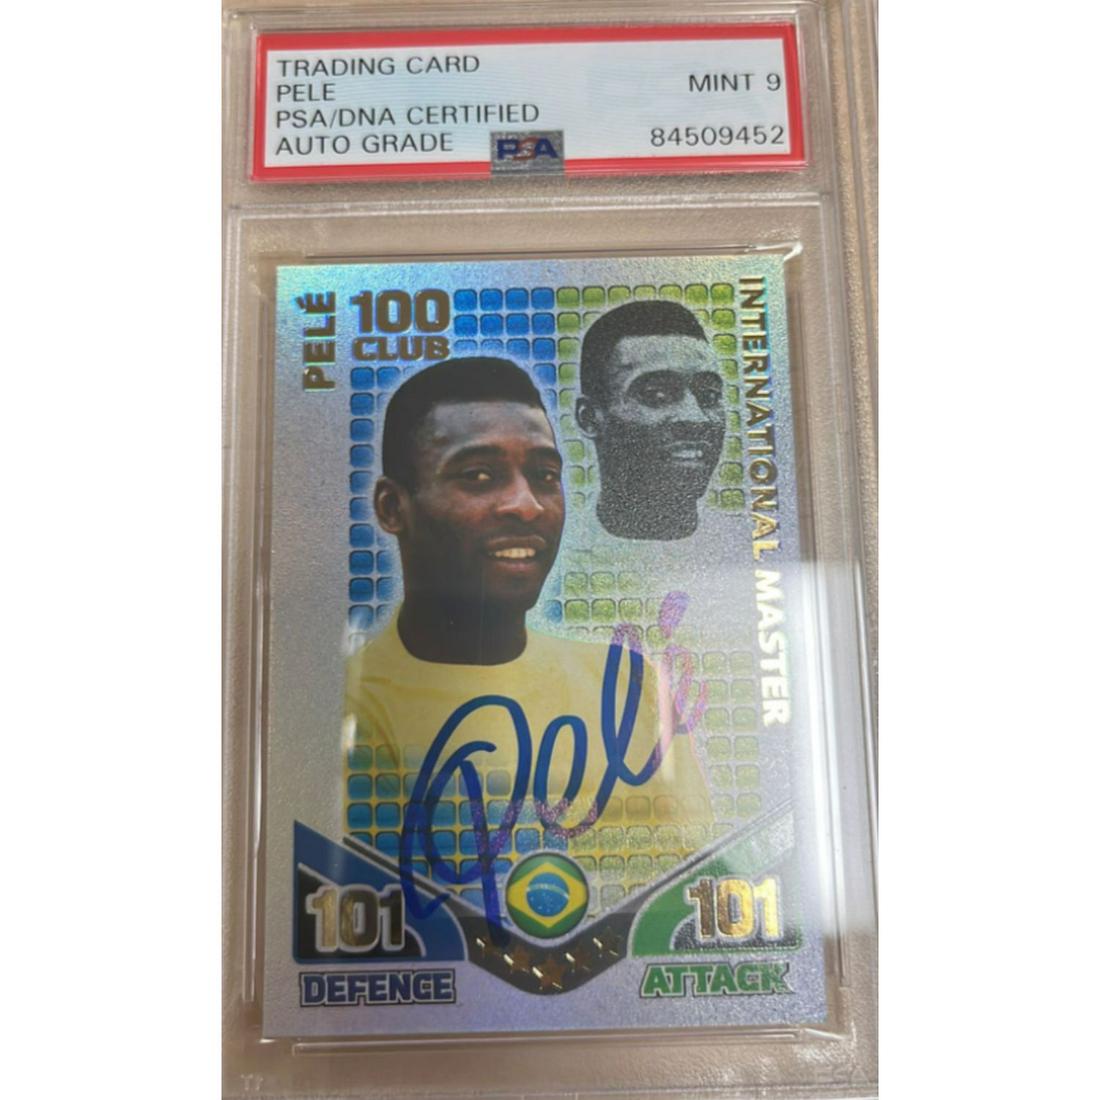 TRADING CARD
PELE
MINT 9
PSA/DNA CERTIFIED
AUTO GRADE
PSA
84509452
PELÉ
100
CLUB
INTERNATIONAL MASTER
Pelé
101
DEFENCE
101
ATTACK